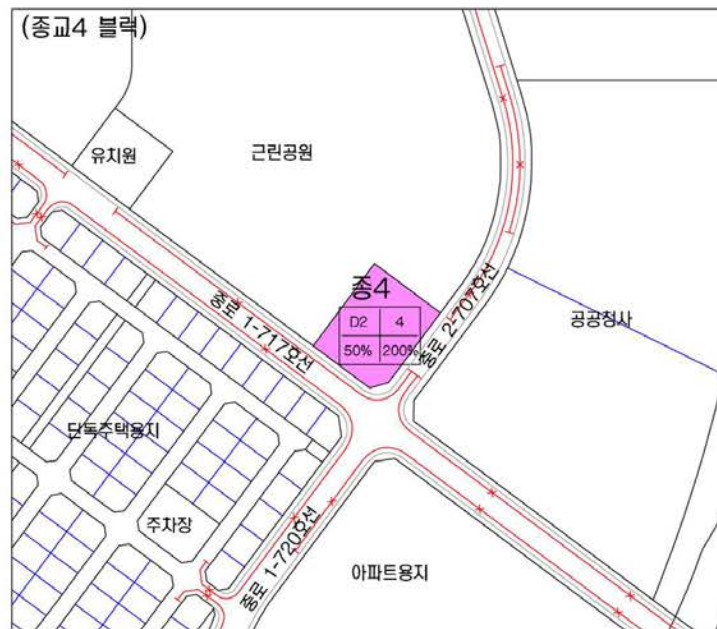 (종교4 블럭)
유치원
근린공원
종4
D2
4
50%
200%
중로 1-717호선
중로 2-707호선
공공청사
단독주택용지
주차장
중로 1-720호선
아파트용지